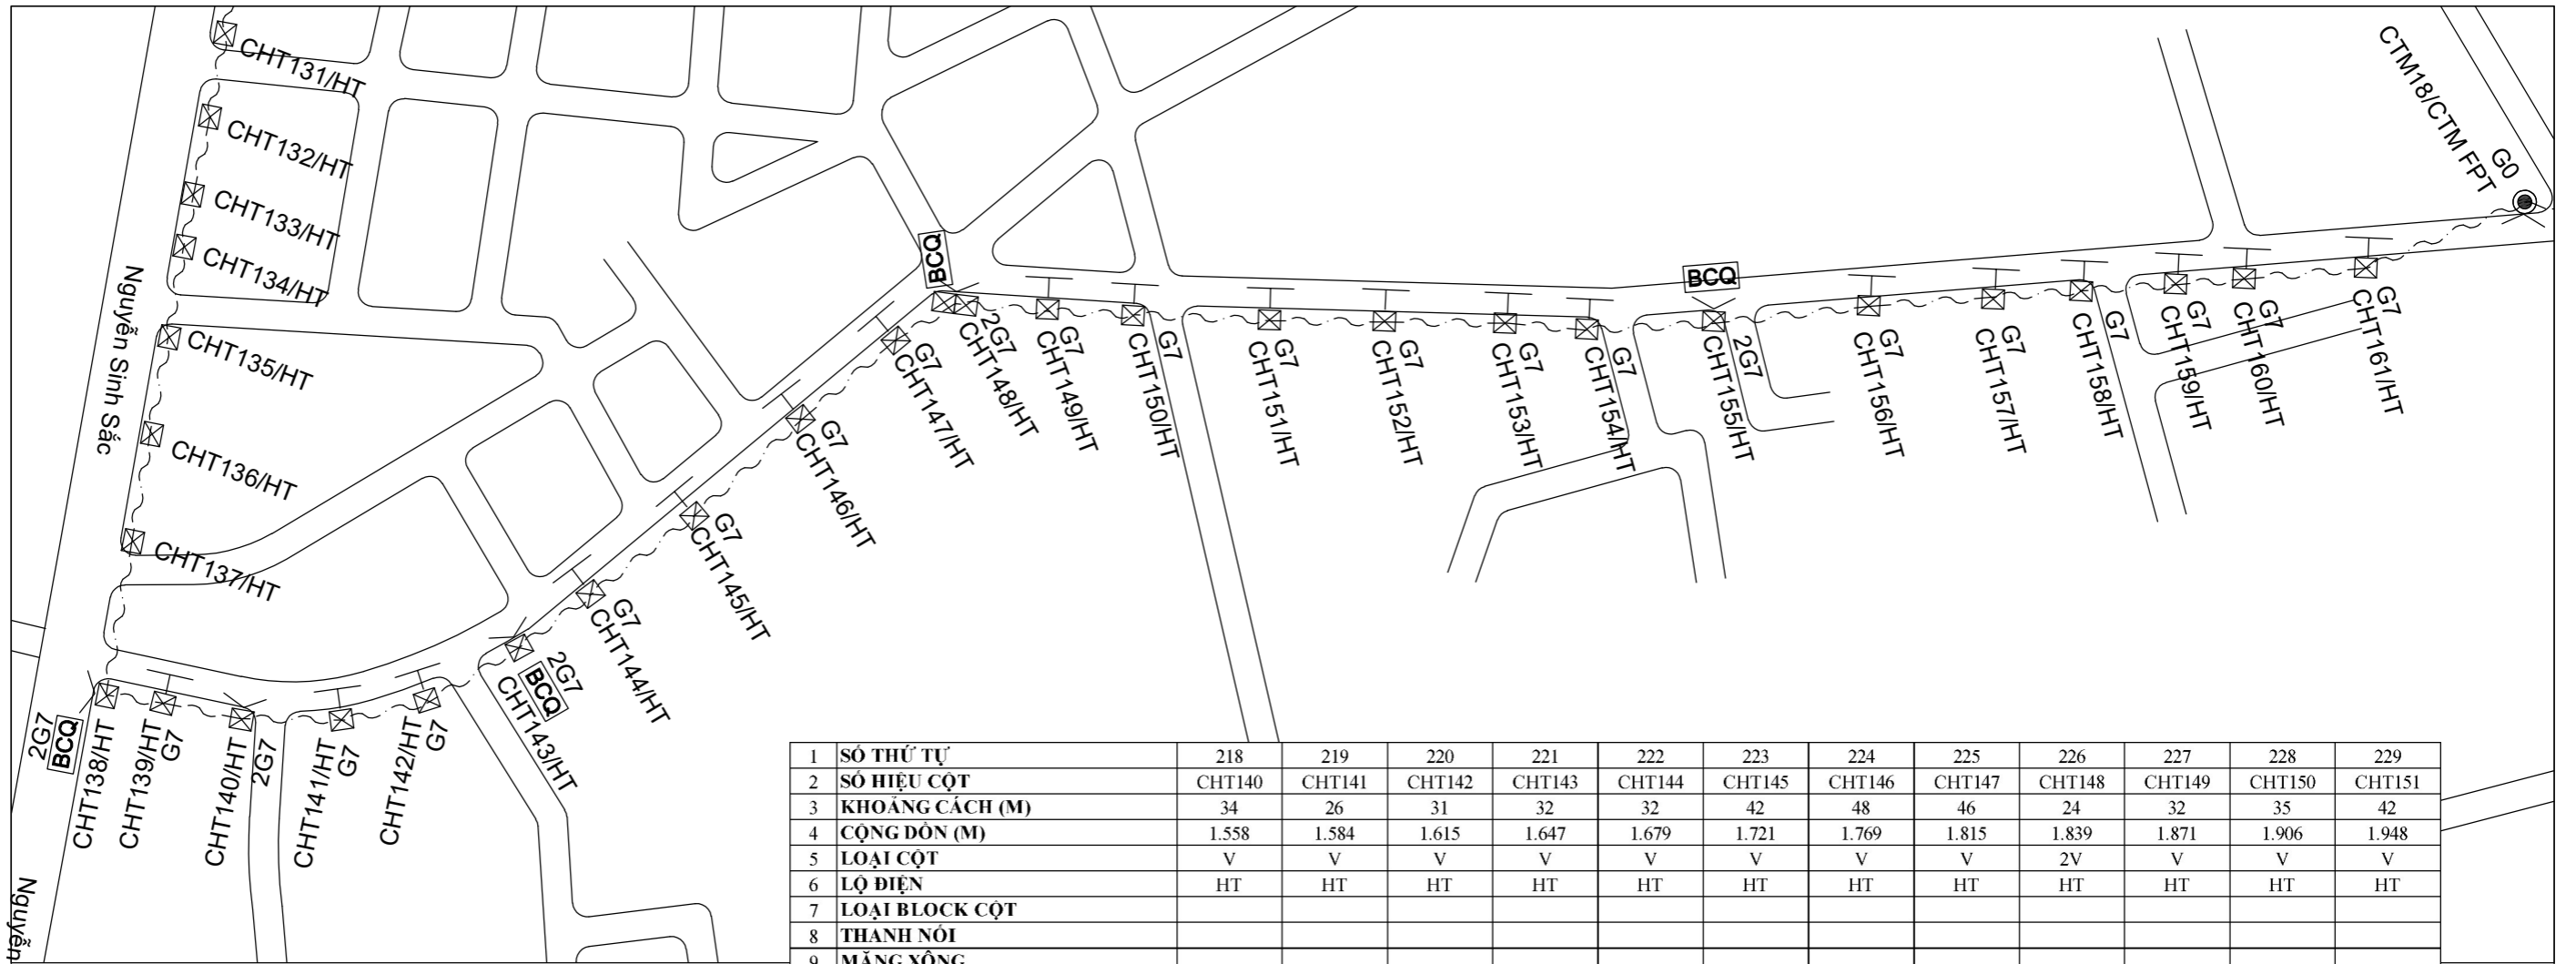 CHT131/HT
CHT132/HT
CHT133/HT
CHT134/HT
CHT135/HT
CHT136/HT
CHT137/HT
Nguyễn Sinh Sắc
Nguyễn
2G7
BCQ
CHT138/HT
CHT139/HT
G7
CHT140/HT
2G7
CHT141/HT
G7
CHT142/HT
G7
2G7
BCQ
CHT143/HT
G7
CHT144/HT
G7
CHT145/HT
G7
CHT146/HT
G7
CHT147/HT
BCQ
2G7
CHT148/HT
G7
CHT149/HT
G7
CHT150/HT
G7
CHT151/HT
G7
CHT152/HT
G7
CHT153/HT
G7
CHT154/HT
BCQ
2G7
CHT155/HT
G7
CHT156/HT
G7
CHT157/HT
G7
CHT158/HT
G7
CHT159/HT
G7
CHT160/HT
G7
CHT161/HT
G0
CTM18/CTM FPT
1 SỐ THỨ TỰ 218 219 220 221 222 223 224 225 226 227 228 229
2 SỐ HIỆU CỘT CHT140 CHT141 CHT142 CHT143 CHT144 CHT145 CHT146 CHT147 CHT148 CHT149 CHT150 CHT151
3 KHOẢNG CÁCH (M) 34 26 31 32 32 42 48 46 24 32 35 42
4 CỘNG DỒN (M) 1.558 1.584 1.615 1.647 1.679 1.721 1.769 1.815 1.839 1.871 1.906 1.948
5 LOẠI CỘT V V V V V V V V 2V V V V
6 LỘ ĐIỆN HT HT HT HT HT HT HT HT HT HT HT HT
7 LOẠI BLOCK CỘT
8 THANH NỐI
9 MĂNG XÔNG